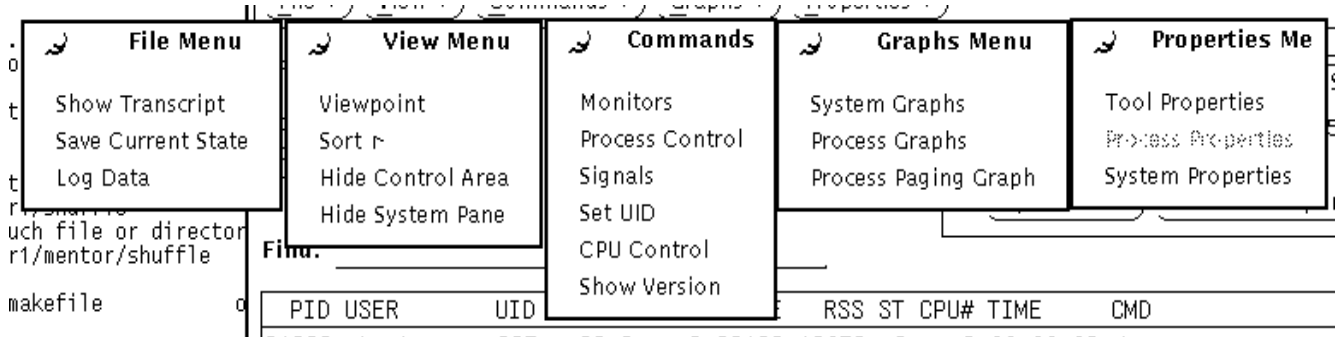 File Menu
Show Transcript
Save Current State
Log Data
View Menu
Viewpoint
Sort
Hide Control Area
Hide System Pane
Commands
Monitors
Process Control
Signals
Set UID
CPU Control
Show Version
Graphs Menu
System Graphs
Process Graphs
Process Paging Graph
Properties Me
Tool Properties
Process Properties
System Properties
uch file or director
r1/mentor/shuffle
makefile
Find:
PID USER UID RSS ST CPU# TIME CMD